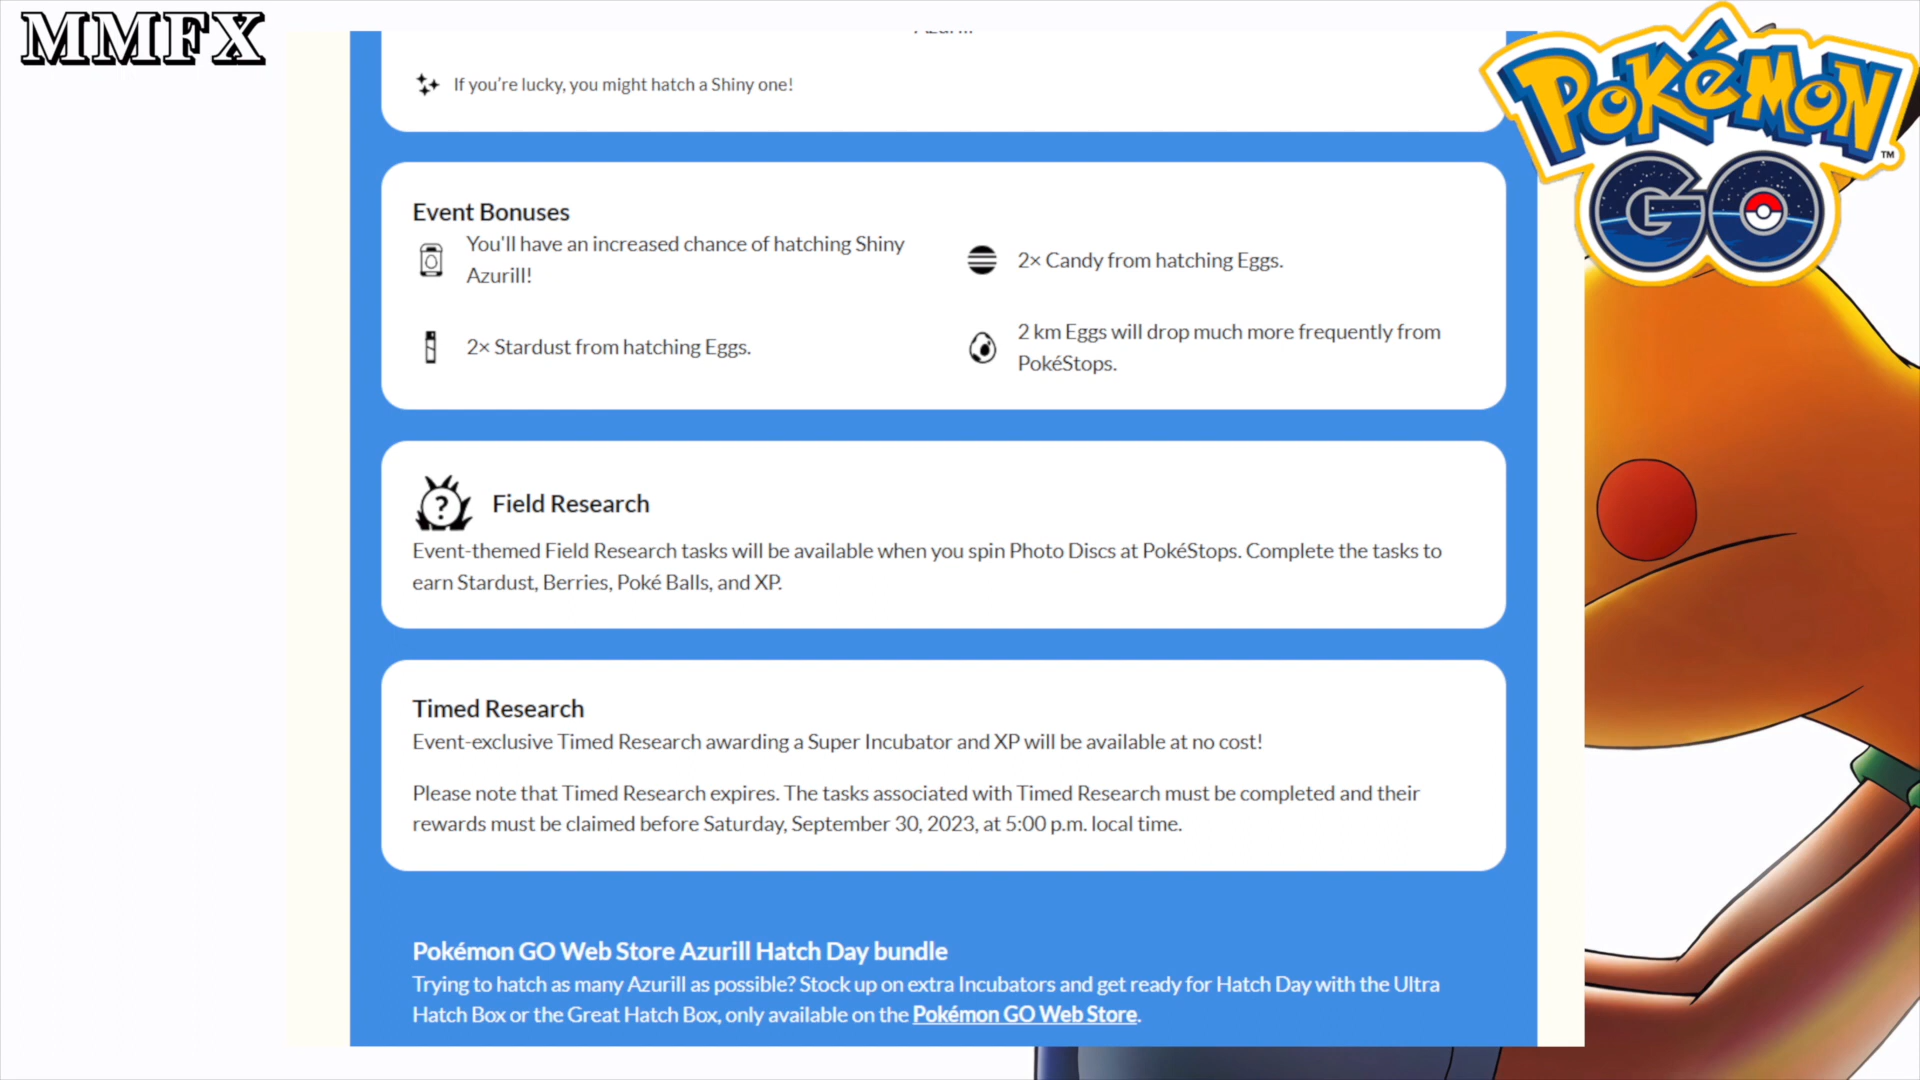 MMFX
POKéMON
TM
GO
If you're lucky, you might hatch a Shiny one!
Event Bonuses
You'll have an increased chance of hatching Shiny
Azurill!
2× Candy from hatching Eggs.
2× Stardust from hatching Eggs.
2 km Eggs will drop much more frequently from
PokéStops.
?
Field Research
Event-themed Field Research tasks will be available when you spin Photo Discs at PokéStops. Complete the tasks to
earn Stardust, Berries, Poké Balls, and XP.
Timed Research
Event-exclusive Timed Research awarding a Super Incubator and XP will be available at no cost!
Please note that Timed Research expires. The tasks associated with Timed Research must be completed and their
rewards must be claimed before Saturday, September 30, 2023, at 5:00 p.m. local time.
Pokémon GO Web Store Azurill Hatch Day bundle
Trying to hatch as many Azurill as possible? Stock up on extra Incubators and get ready for Hatch Day with the Ultra
Hatch Box or the Great Hatch Box, only available on the Pokémon GO Web Store.